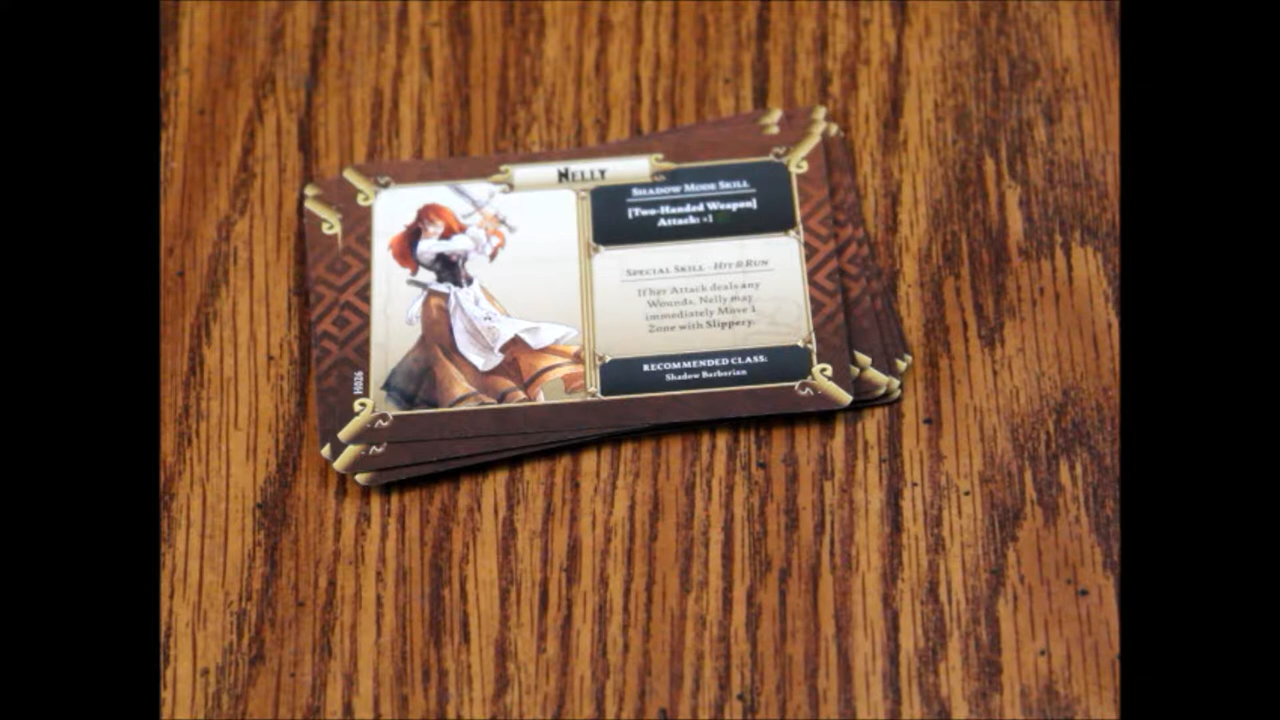 Nelly
Shadow Mode Skill
[Two-Handed Weapon]
Attack: +1
Special Skill - Hit & Run
If her Attack deals any
Wounds, Nelly may
immediately Move 1
Zone with Slippery.
RECOMMENDED CLASS:
Shadow Barbarian
H026